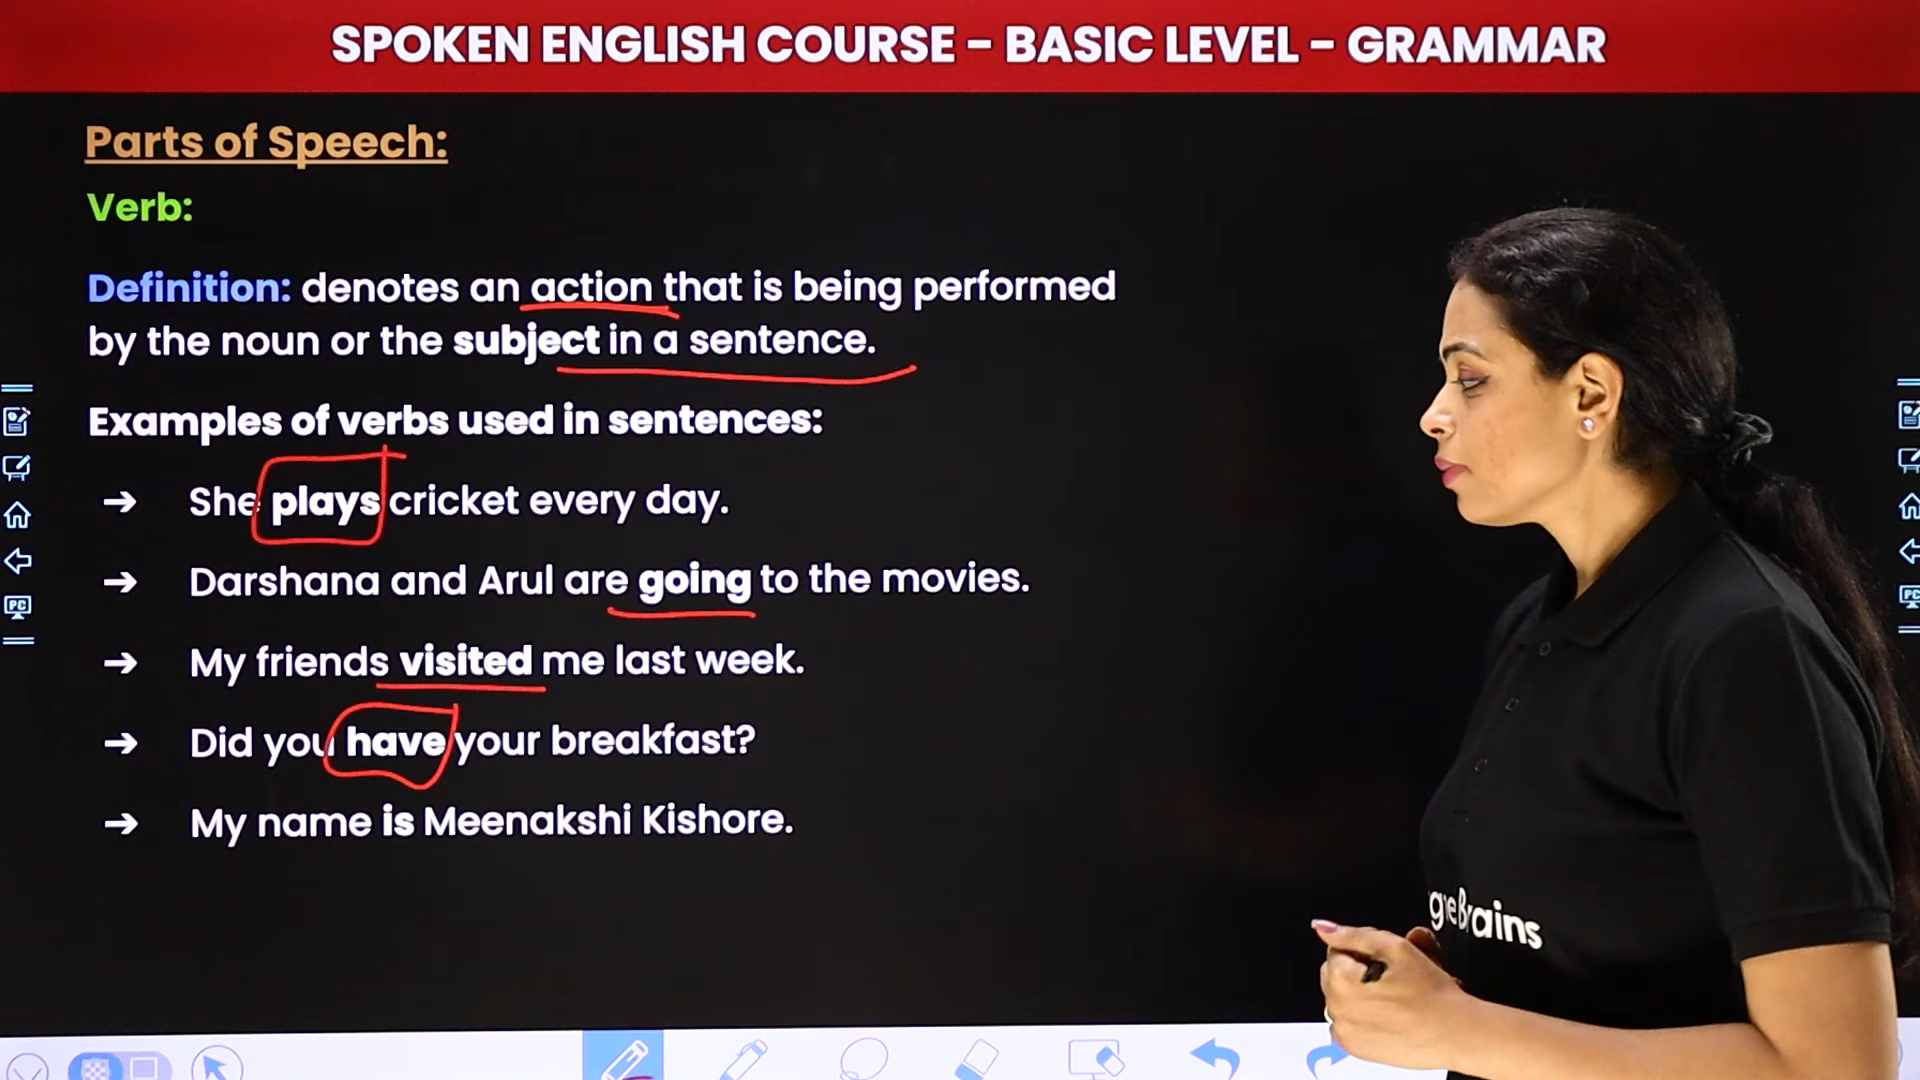 SPOKEN ENGLISH COURSE - BASIC LEVEL - GRAMMAR
Parts of Speech:
Verb:
Definition: denotes an action that is being performed
by the noun or the subject in a sentence.
Examples of verbs used in sentences:
→ She plays cricket every day.
→ Darshana and Arul are going to the movies.
→ My friends visited me last week.
→ Did you have your breakfast?
→ My name is Meenakshi Kishore.
PC
PC
Brains